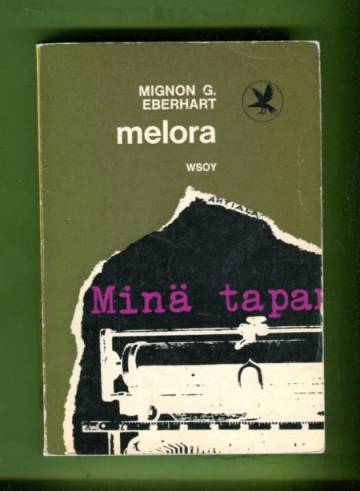 MIGNON G.
EBERHART
melora
WSOY
Minä tapan